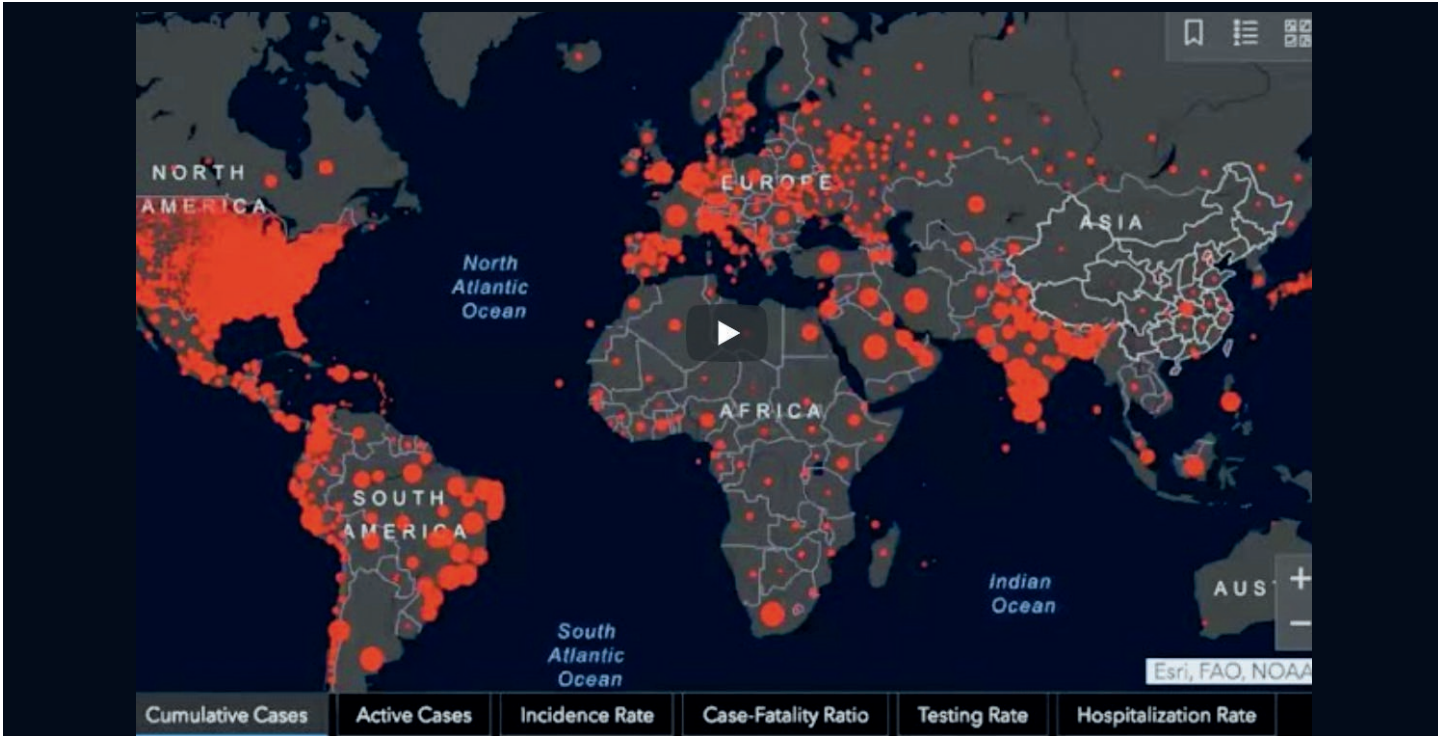 NORTH
AMERICA
EUROPE
ASIA
North
Atlantic
Ocean
AFRICA
SOUTH
AMERICA
Indian
Ocean
AUS
South
Atlantic
Ocean
Esri, FAO, NOAA
Cumulative Cases
Active Cases
Incidence Rate
Case-Fatality Ratio
Testing Rate
Hospitalization Rate